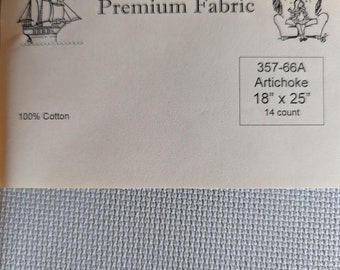 Premium Fabric
357-66A
Artichoke
18" x 25"
14 count
100% Cotton